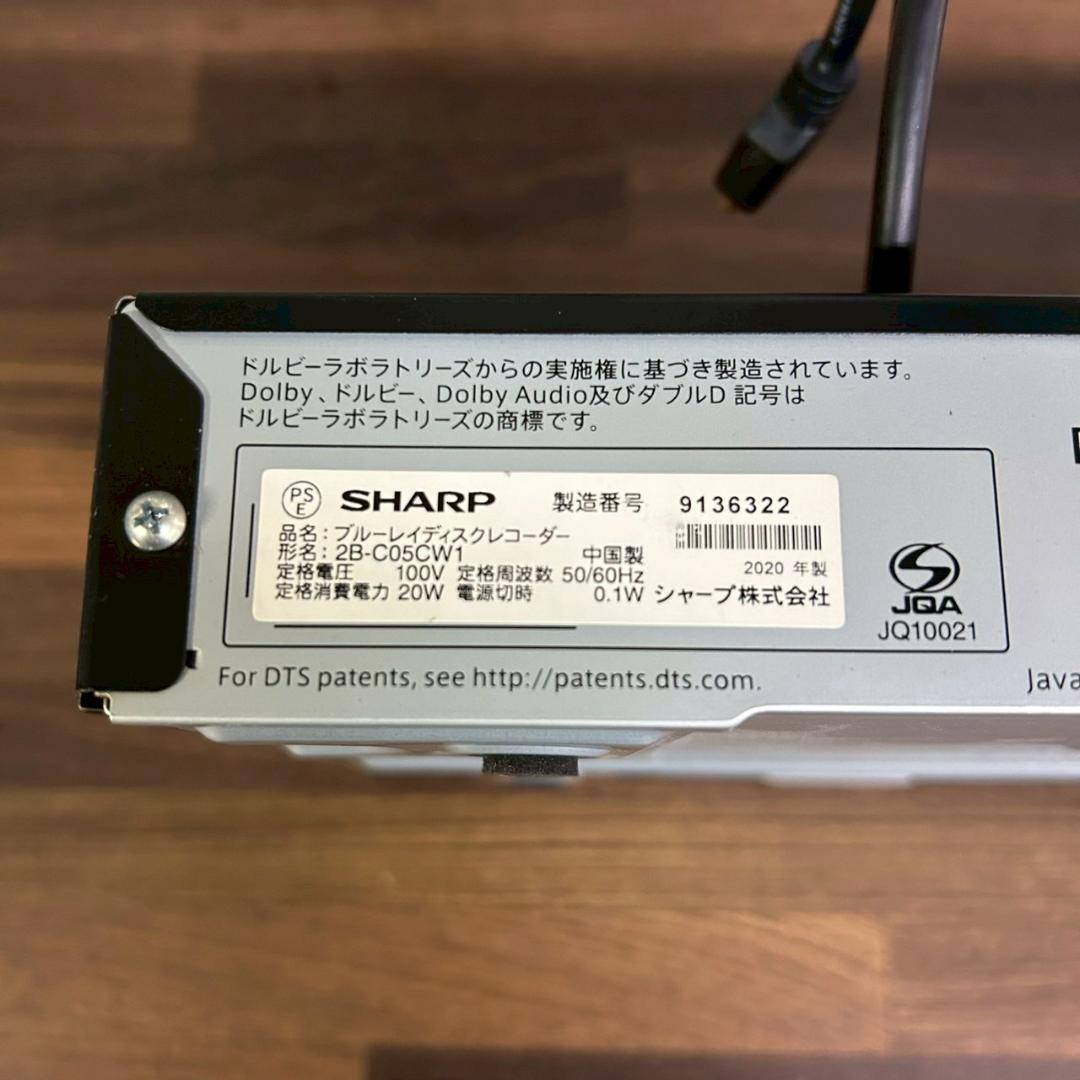 ドルビーラボラトリーズからの実施権に基づき製造されています。
Dolby、ドルビー、Dolby Audio及びダブルD 記号は
ドルビーラボラトリーズの商標です。
PS E SHARP 製造番号 9136322
品名：ブルーレイディスクレコーダー
形名：2B-C05CW1 中国製
定格電圧 100V 定格周波数 50/60Hz 2020 年製
定格消費電力 20W 電源切時 0.1W シャープ株式会社
JQA
JQ10021
For DTS patents, see http://patents.dts.com.
Java